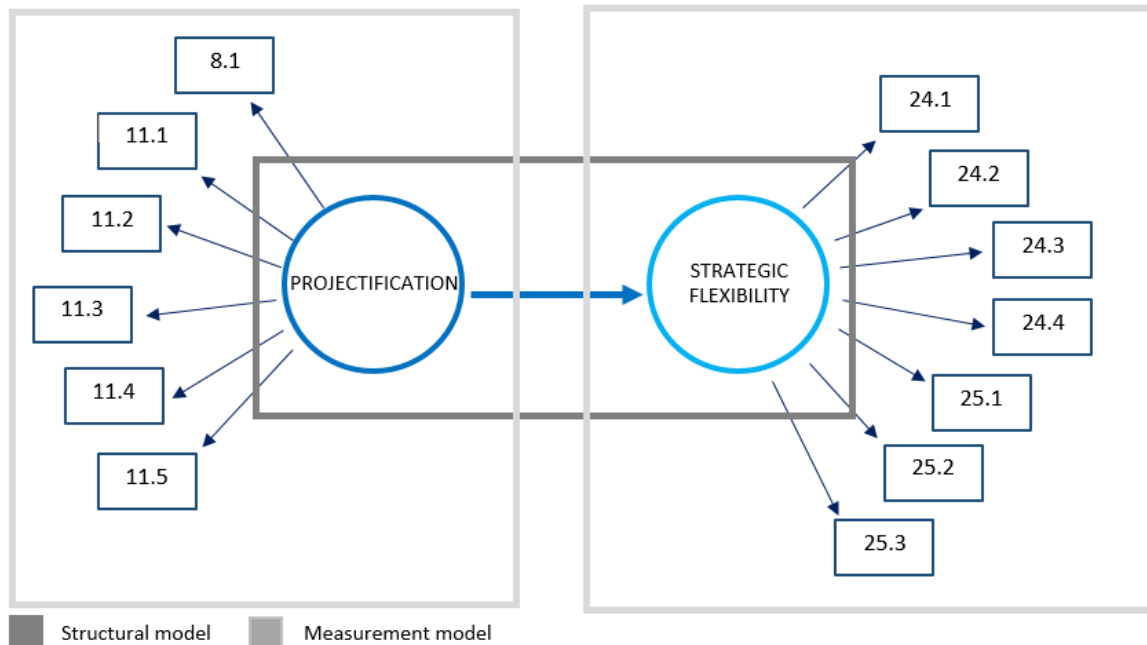 8.1
11.1
11.2
11.3
11.4
11.5
PROJECTIFICATION
STRATEGIC
FLEXIBILITY
24.1
24.2
24.3
24.4
25.1
25.2
25.3
Structural model
Measurement model